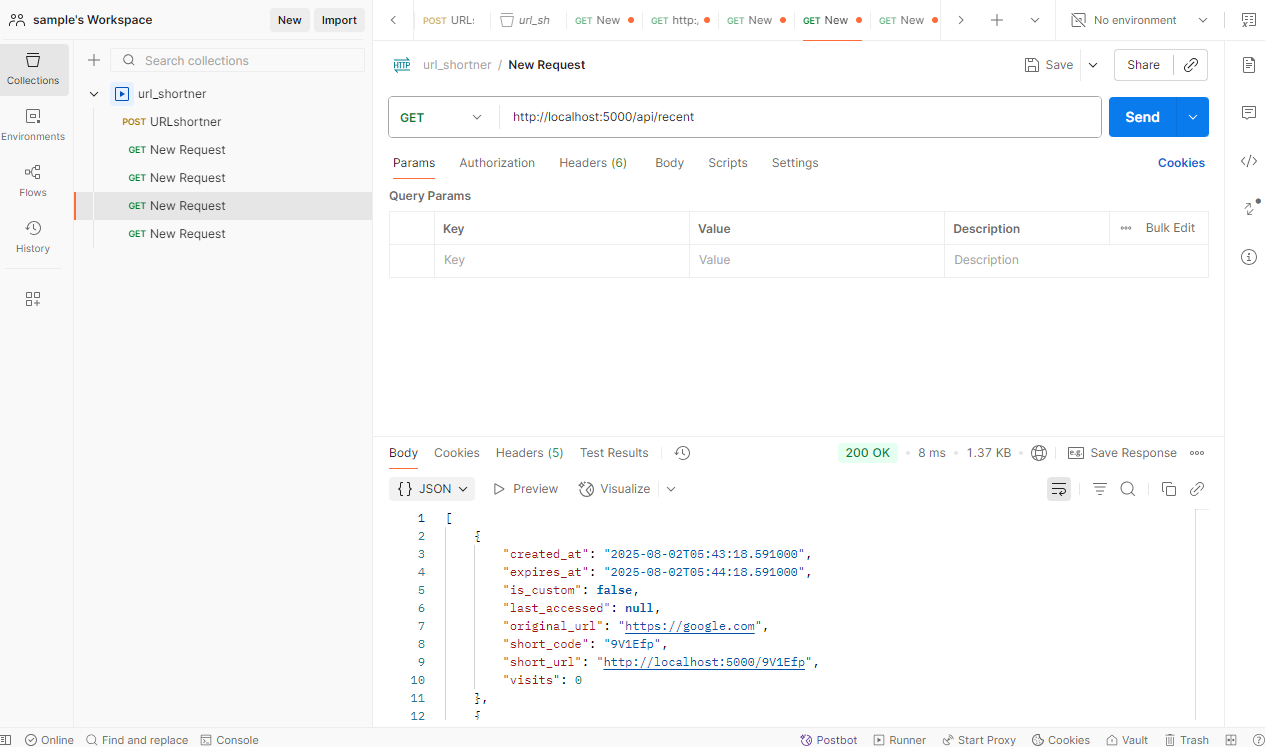 sample's Workspace
New
Import
POST URL:
url_sh
GET New
GET http:,
GET New
GET New
GET New
No environment
Collections
Environments
Flows
History
Search collections
url_shortner
POST URLshortner
GET New Request
GET New Request
GET New Request
GET New Request
HTTP url_shortner / New Request
Save
Share
GET
http://localhost:5000/api/recent
Send
Params
Authorization
Headers (6)
Body
Scripts
Settings
Cookies
Query Params
Key
Value
Description
Bulk Edit
Key
Value
Description
Body
Cookies
Headers (5)
Test Results
200 OK
8 ms
1.37 KB
e.g. Save Response
{} JSON
Preview
Visualize
1 [
2 {
3 "created_at": "2025-08-02T05:43:18.591000",
4 "expires_at": "2025-08-02T05:44:18.591000",
5 "is_custom": false,
6 "last_accessed": null,
7 "original_url": "https://google.com",
8 "short_code": "9V1Efp",
9 "short_url": "http://localhost:5000/9V1Efp",
10 "visits": 0
11 },
12 {
Online
Find and replace
Console
Postbot
Runner
Start Proxy
Cookies
Vault
Trash